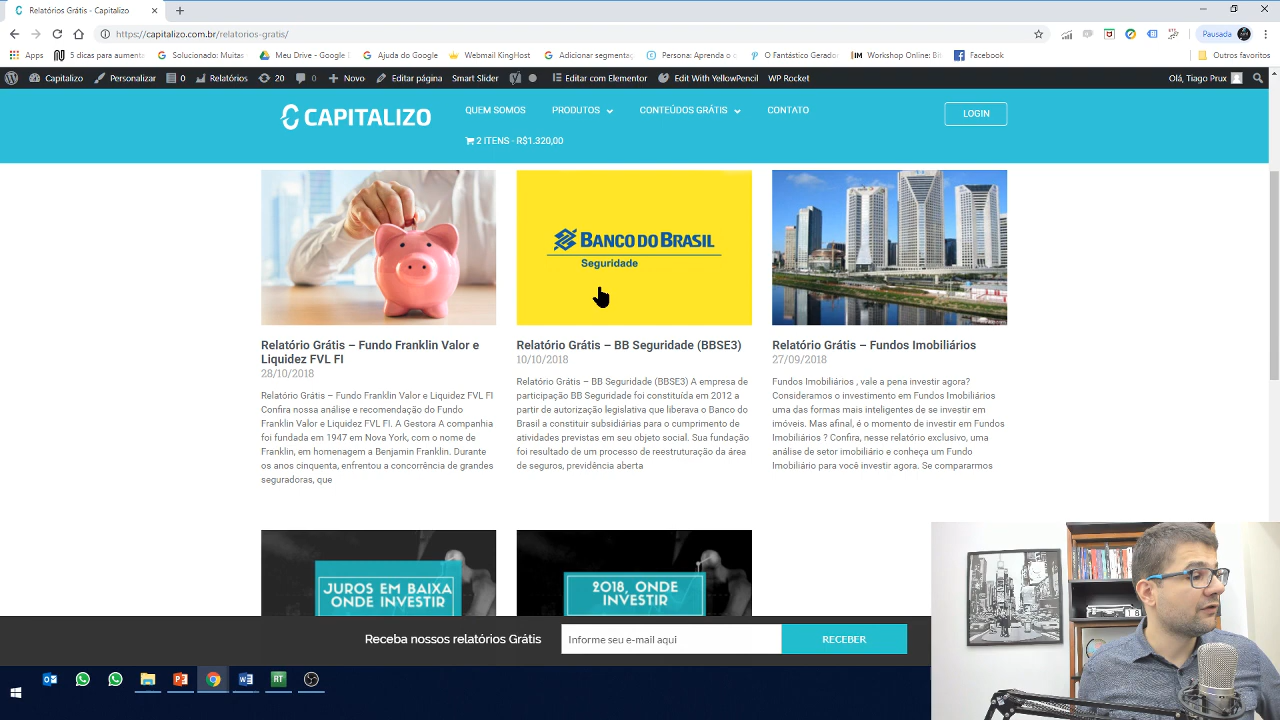 Relatórios Grátis - Capitalizo
https://capitalizo.com.br/relatorios-gratis/
Pausada
Apps
5 dicas para aument
Solucionado: Muitas
Meu Drive - Google
Ajuda do Google
Webmail KingHost
Adicionar segmentaç
Persona: Aprenda o
O Fantástico Gerador
Workshop Online: Bi
Facebook
Outros favoritos
Capitalizo
Personalizar
0
Relatórios
20
0
Novo
Editar página
Smart Slider
Editar com Elementor
Edit With YellowPencil
WP Rocket
Olá, Tiago Prux
CAPITALIZO
QUEM SOMOS
PRODUTOS
CONTEÚDOS GRÁTIS
CONTATO
LOGIN
2 ITENS - R$1.320,00
BANCO DO BRASIL
Seguridade
Relatório Grátis – Fundo Franklin Valor e
Liquidez FVL FI
28/10/2018
Relatório Grátis – Fundo Franklin Valor e Liquidez FVL FI
Confira nossa análise e recomendação do Fundo
Franklin Valor e Liquidez FVL FI. A Gestora A companhia
foi fundada em 1947 em Nova York, com o nome de
Franklin, em homenagem a Benjamin Franklin. Durante
os anos cinquenta, enfrentou a concorrência de grandes
seguradoras, que
Relatório Grátis – BB Seguridade (BBSE3)
10/10/2018
Relatório Grátis – BB Seguridade (BBSE3) A empresa de
participação BB Seguridade foi constituída em 2012 a
partir de autorização legislativa que liberava o Banco do
Brasil a constituir subsidiárias para o cumprimento de
atividades previstas em seu objeto social. Sua fundação
foi resultado de um processo de reestruturação da área
de seguros, previdência aberta
Relatório Grátis – Fundos Imobiliários
27/09/2018
Fundos Imobiliários , vale a pena investir agora?
Consideramos o investimento em Fundos Imobiliários
uma das formas mais inteligentes de se investir em
imóveis. Mas afinal, é o momento de investir em Fundos
Imobiliários ? Confira, nesse relatório exclusivo, uma
análise de setor imobiliário e conheça um Fundo
Imobiliário para você investir agora. Se compararmos
JUROS EM BAIXA
ONDE INVESTIR
2018, ONDE
INVESTIR
Receba nossos relatórios Grátis
Informe seu e-mail aqui
RECEBER
RT